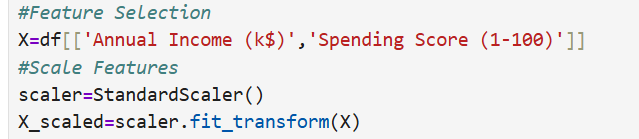 #Feature Selection
X=df[['Annual Income (k$)','Spending Score (1-100)']]
#Scale Features
scaler=StandardScaler()
X_scaled=scaler.fit_transform(X)